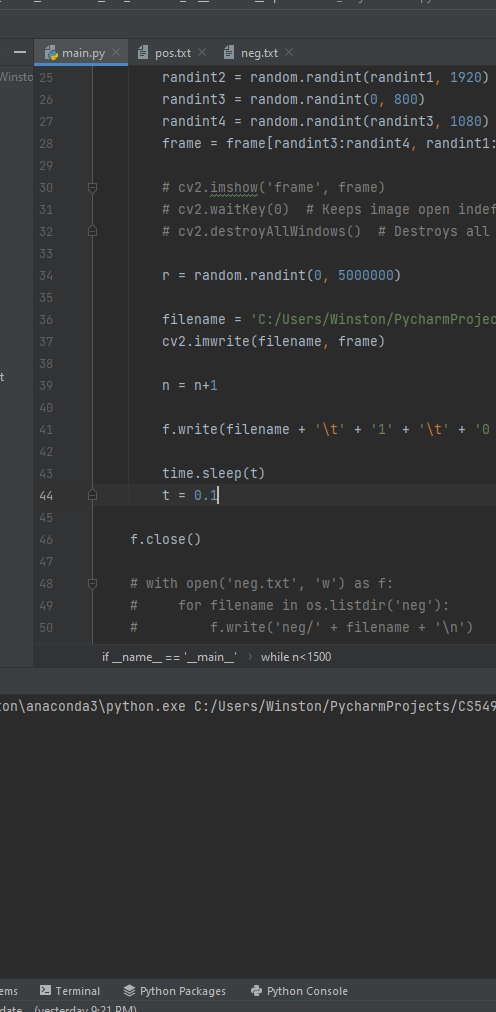 main.py pos.txt neg.txt
Winston
25 randint2 = random.randint(randint1, 1920)
26 randint3 = random.randint(0, 800)
27 randint4 = random.randint(randint3, 1080)
28 frame = frame[randint3:randint4, randint1:
29
30 # cv2.imshow('frame', frame)
31 # cv2.waitKey(0)  # Keeps image open indef
32 # cv2.destroyAllWindows()  # Destroys all
33
34 r = random.randint(0, 5000000)
35
36 filename = 'C:/Users/Winston/PycharmProjec
37 cv2.imwrite(filename, frame)
38
39 n = n+1
40
41 f.write(filename + '\t' + '1' + '\t' + '0
42
43 time.sleep(t)
44 t = 0.1
45
46 f.close()
47
48 # with open('neg.txt', 'w') as f:
49 #     for filename in os.listdir('neg'):
50 #         f.write('neg/' + filename + '\n')
if __name__ == '__main__' › while n<1500
ton\anaconda3\python.exe C:/Users/Winston/PycharmProjects/CS549
ems Terminal Python Packages Python Console
date (yesterday 9:21 PM)